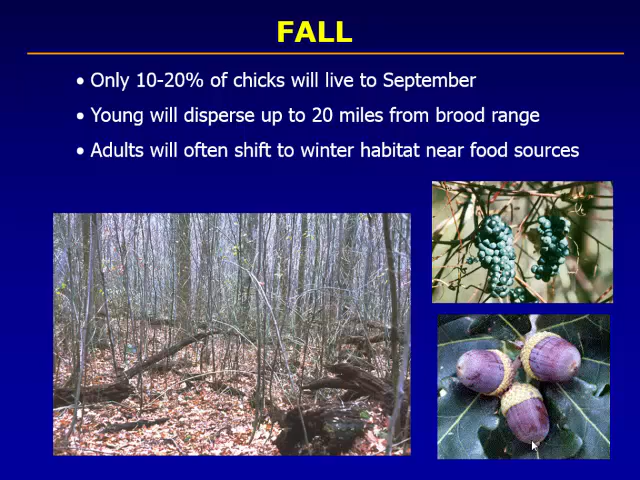 FALL
• Only 10-20% of chicks will live to September
• Young will disperse up to 20 miles from brood range
• Adults will often shift to winter habitat near food sources